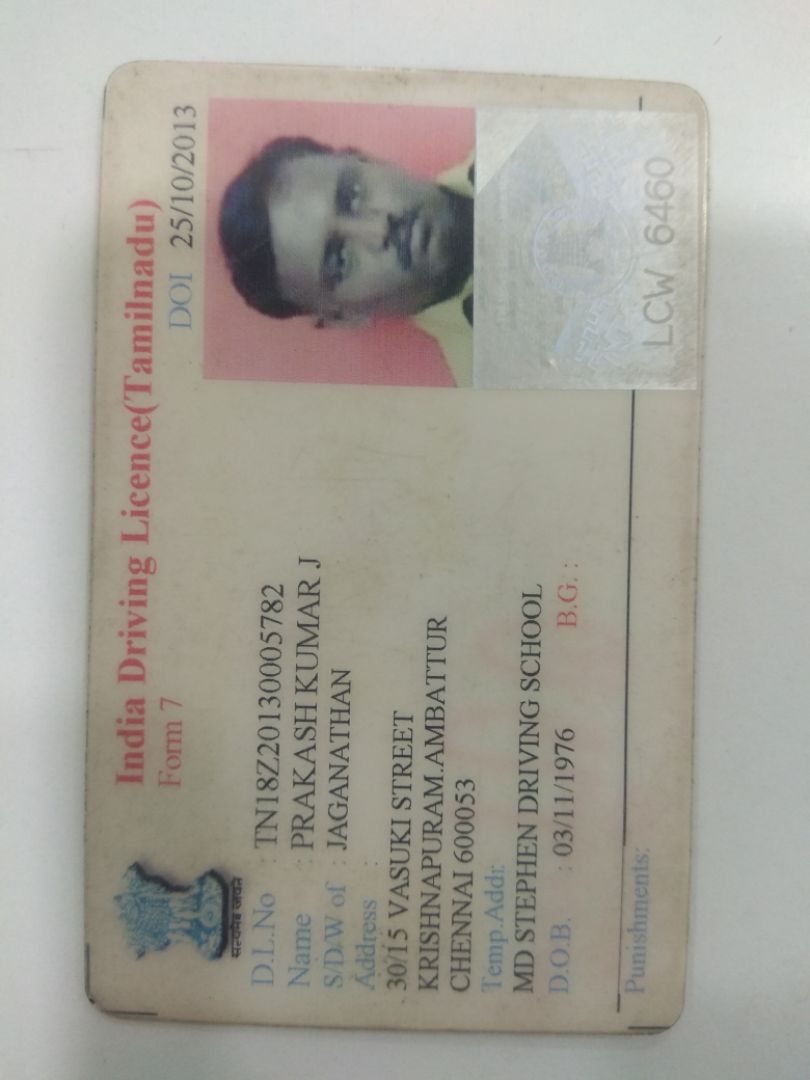 India Driving Licence(Tamilnadu)
Form 7
DOI 25/10/2013
सत्यमेव जयते
D.L.No : TN18Z20130005782
Name : PRAKASH KUMAR J
S/D/W of : JAGANATHAN
Address :
30/15 VASUKI STREET
KRISHNAPURAM.AMBATTUR
CHENNAI 600053
Temp.Addr:
MD STEPHEN DRIVING SCHOOL
D.O.B. : 03/11/1976 B.G. :
LCW 6460
Punishments: